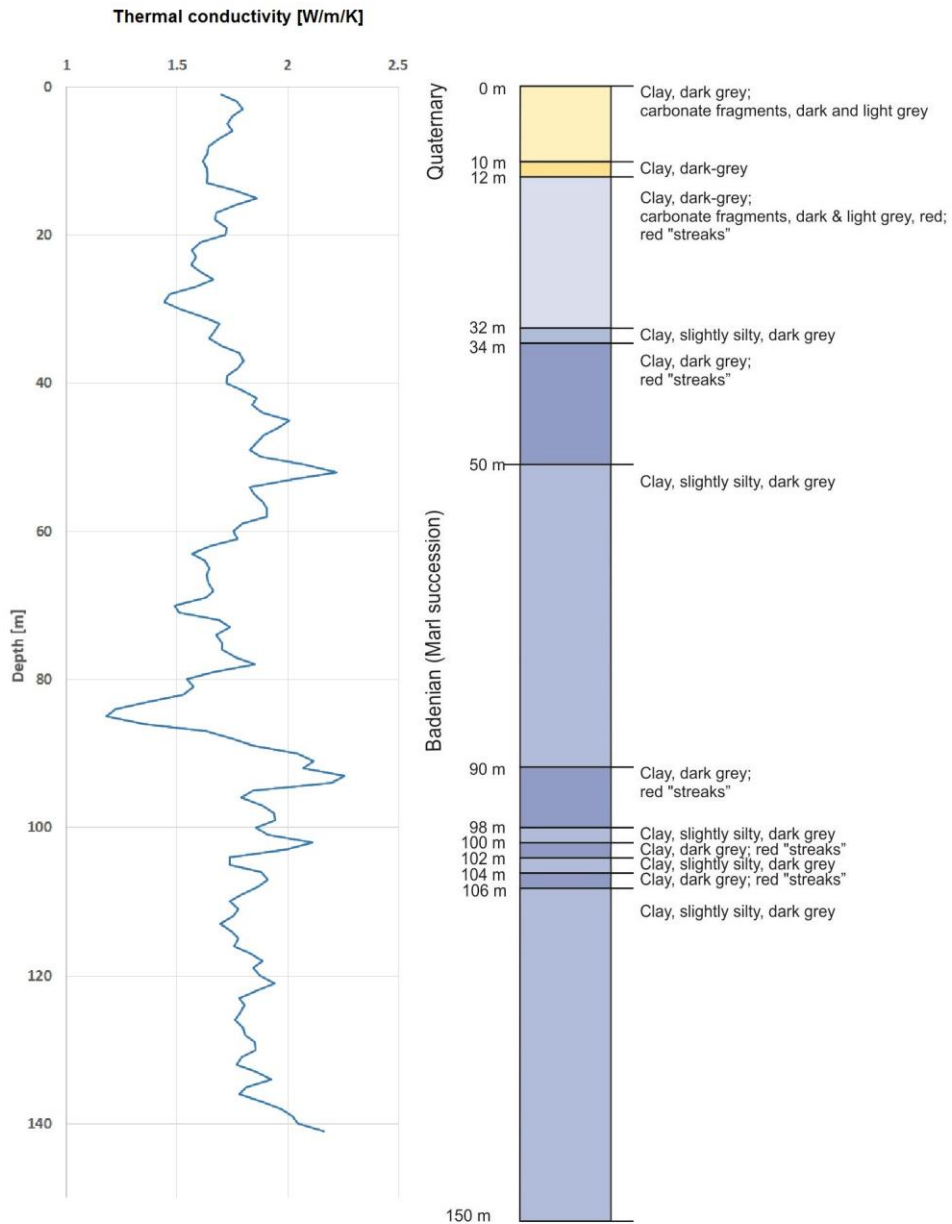 Thermal conductivity [W/m/K]
1 1.5 2 2.5
0
20
40
60
80
100
120
140
Depth [m]
Quaternary
Badenian (Marl succession)
0 m
Clay, dark grey;
carbonate fragments, dark and light grey
10 m
Clay, dark-grey
12 m
Clay, dark-grey;
carbonate fragments, dark & light grey, red;
red "streaks”
32 m
Clay, slightly silty, dark grey
34 m
Clay, dark grey;
red "streaks”
50 m
Clay, slightly silty, dark grey
90 m
Clay, dark grey;
red "streaks”
98 m
Clay, slightly silty, dark grey
100 m
Clay, dark grey; red "streaks”
102 m
Clay, slightly silty, dark grey
104 m
Clay, dark grey; red "streaks”
106 m
Clay, slightly silty, dark grey
150 m